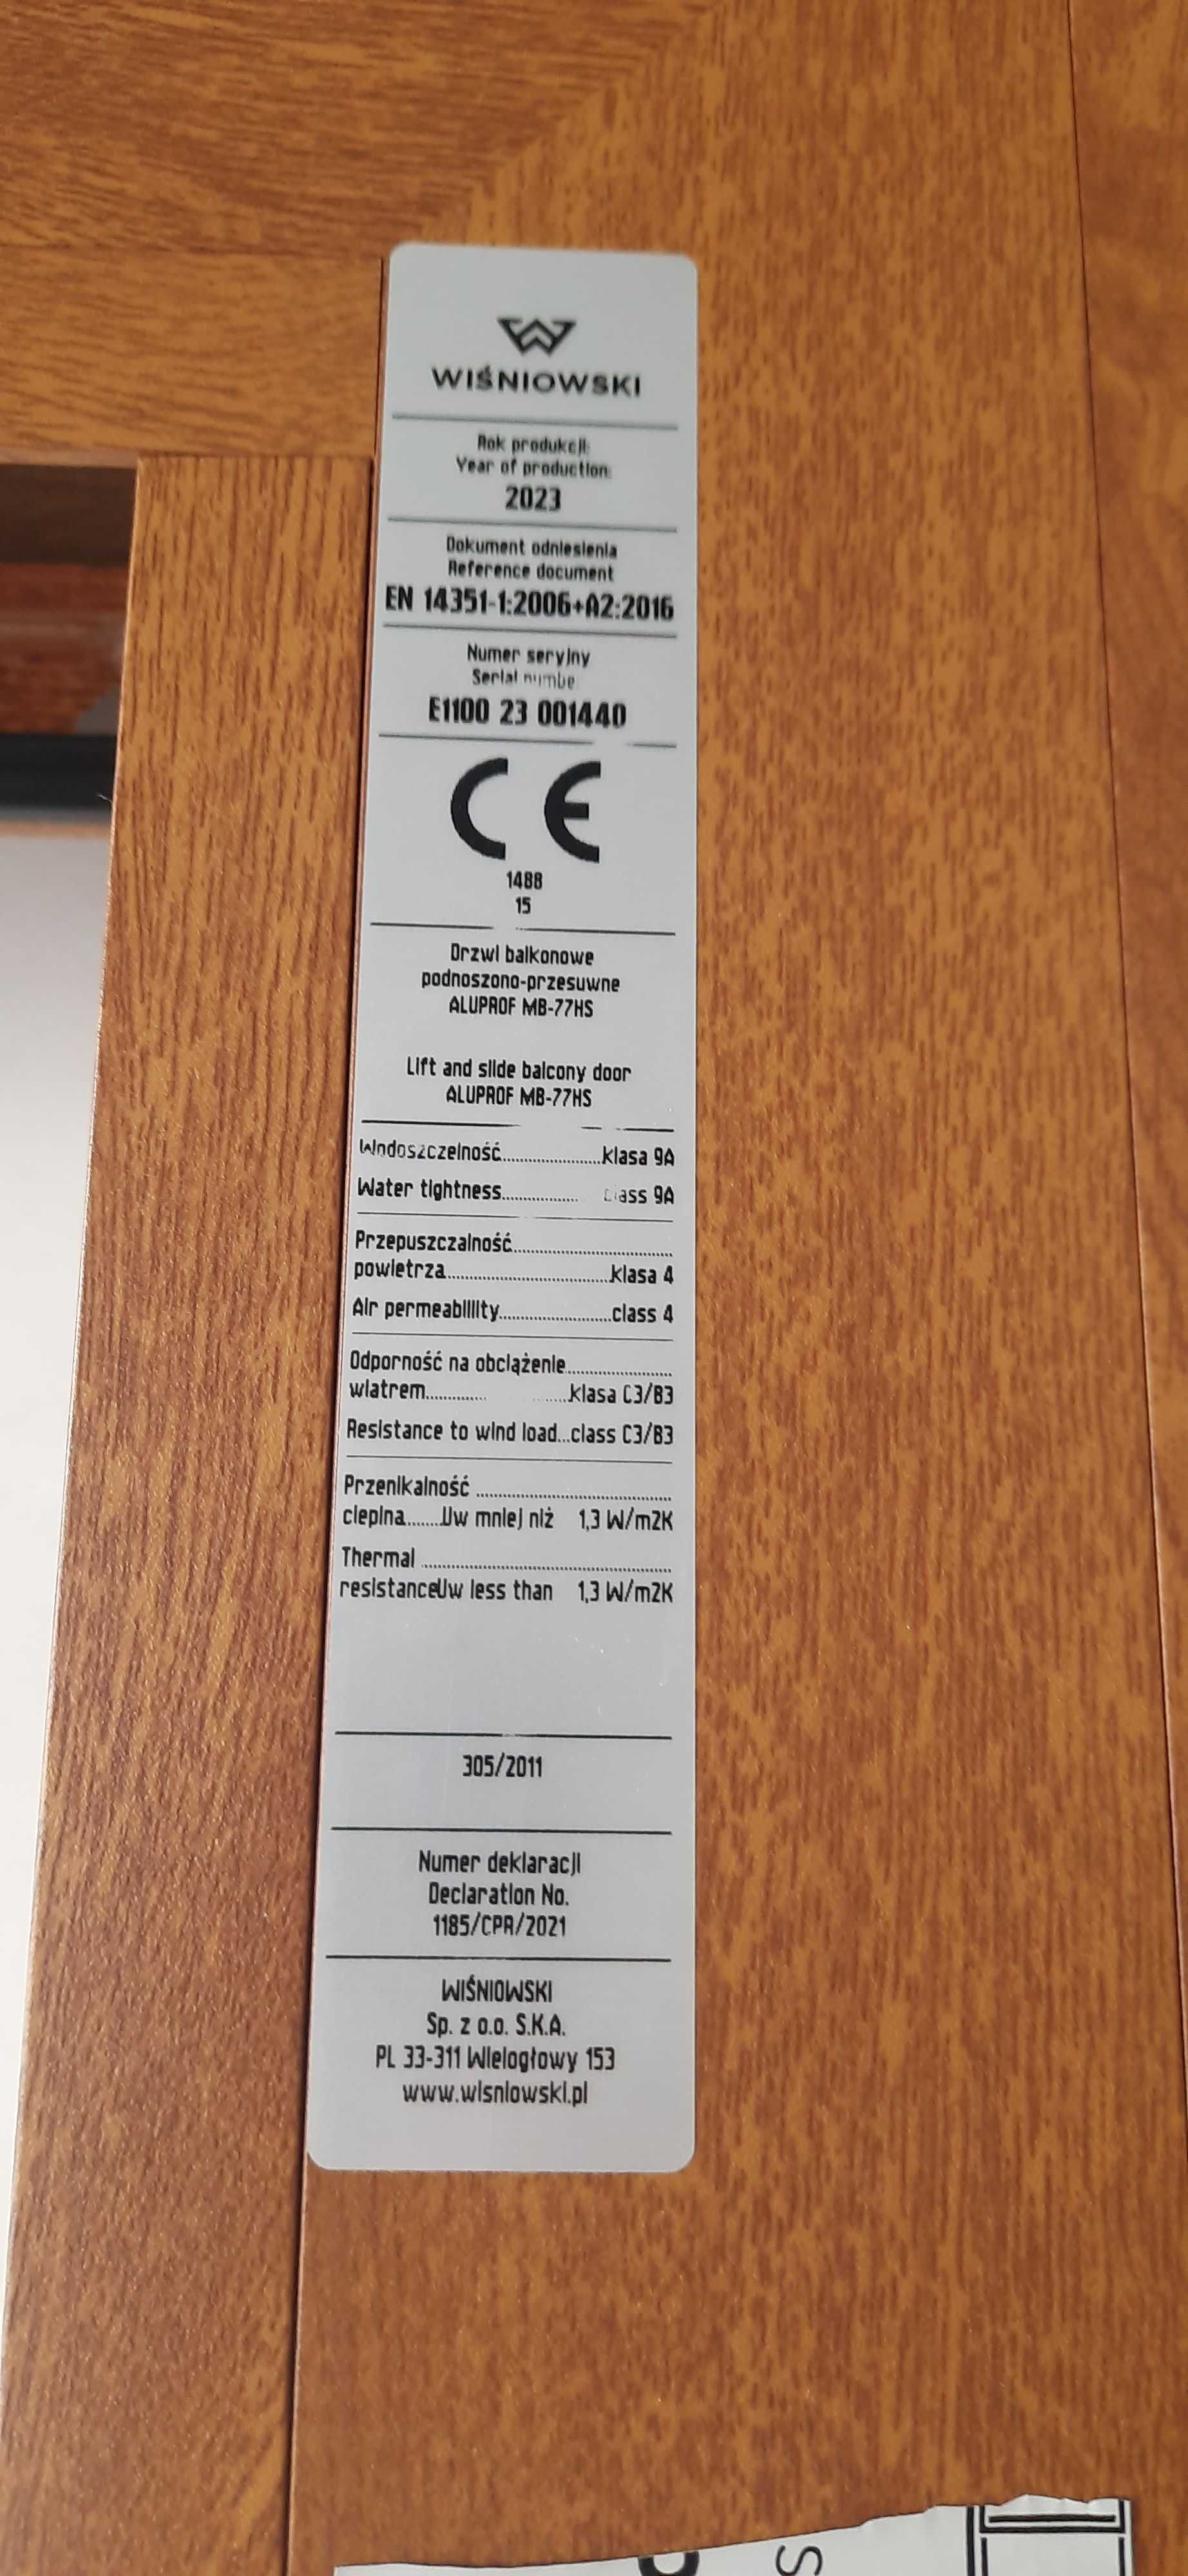 WIŚNIOWSKI
Rok produkcji:
Year of production:
2023
Dokument odniesienia
Reference document
EN 14351-1:2006+A2:2016
Numer seryjny
Serial numbe
E1100 23 001440
CE
1488
15
Drzwi balkonowe
podnoszono-przesuwne
ALUPROF MB-77HS
Lift and slide balcony door
ALUPROF MB-77HS
Wodoszczelność......................klasa 9A
Water tightness................. class 9A
Przepuszczalność...................................
powietrza...................................klasa 4
Air permeabillity.........................class 4
Odporność na obciążenie.......................
wiatrem............. ........klasa C3/B3
Resistance to wind load...class C3/B3
Przenikalność ...........................................
cieplna........Uw mniej niż 1,3 W/m2K
Thermal .......................................................
resistanceUw less than 1,3 W/m2K
305/2011
Numer deklaracji
Declaration No.
1185/CPR/2021
WIŚNIOWSKI
Sp. z o.o. S.K.A.
PL 33-311 Wielogłowy 153
www.wisniowski.pl